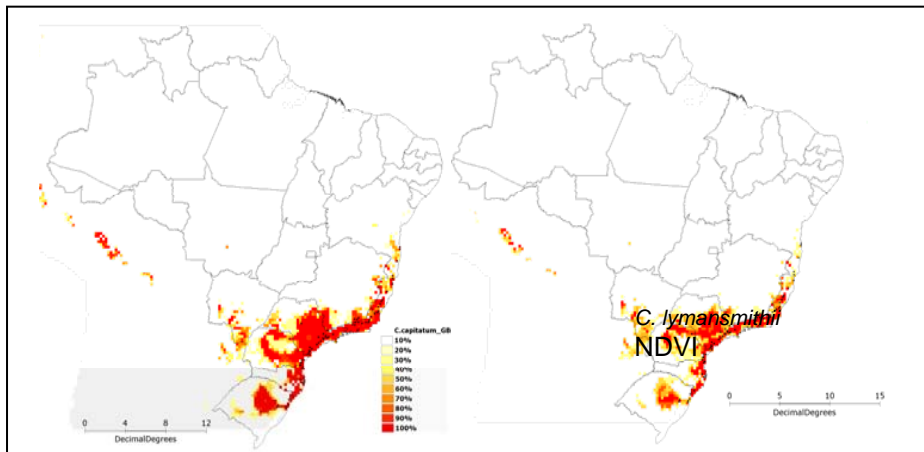 C.capitatum_GB
10%
20%
30%
40%
50%
60%
70%
80%
90%
100%
0 4 8 12
DecimalDegrees
C. lymansmithii
NDVI
0 5 10 15
DecimalDegrees